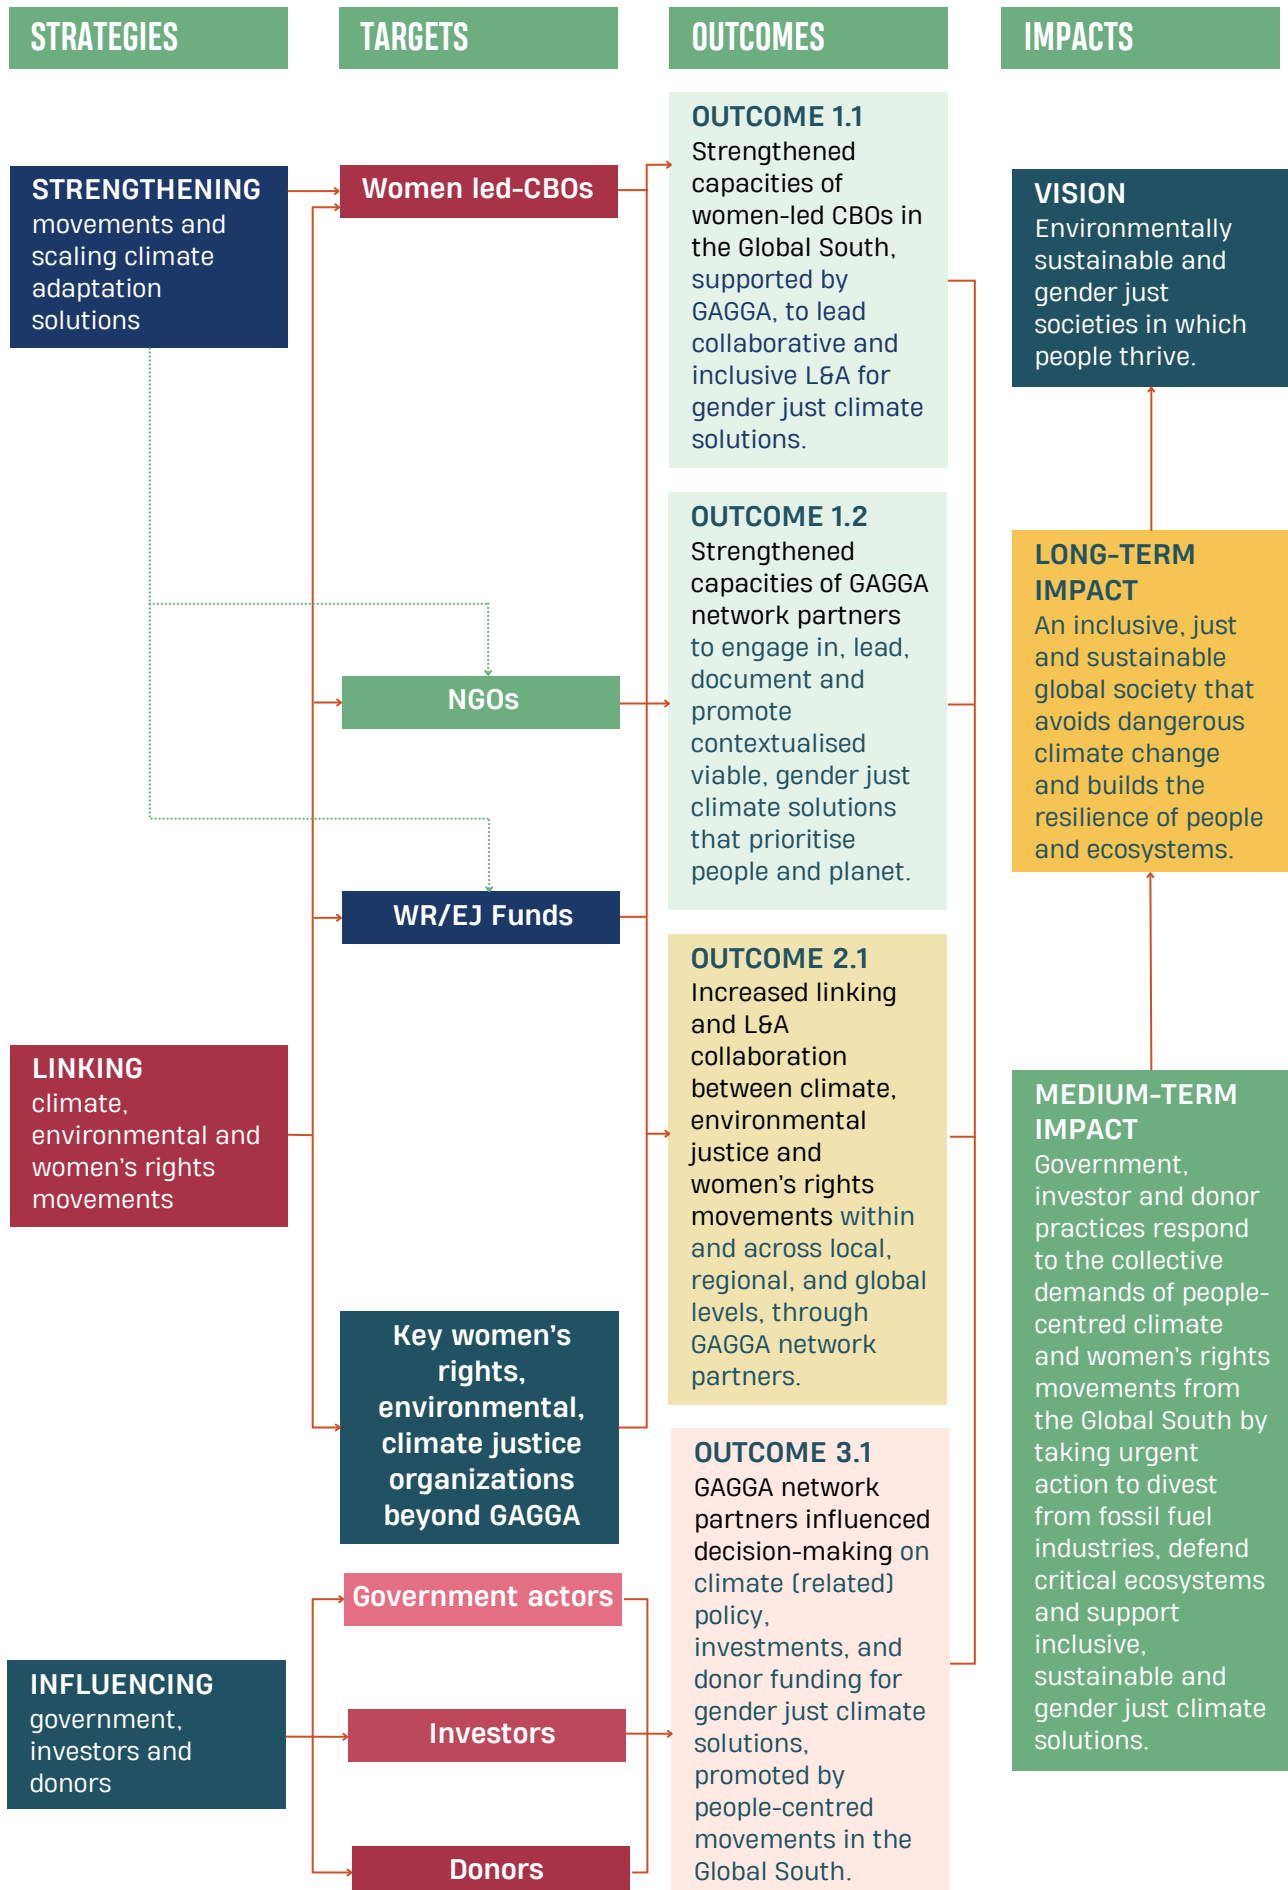 STRATEGIES
TARGETS
OUTCOMES
IMPACTS
STRENGTHENING
movements and
scaling climate
adaptation
solutions
LINKING
climate,
environmental and
women's rights
movements
INFLUENCING
government,
investors and
donors
Women led-CBOs
NGOs
WR/EJ Funds
Key women's
rights,
environmental,
climate justice
organizations
beyond GAGGA
Government actors
Investors
Donors
OUTCOME 1.1
Strengthened
capacities of
women-led CBOs in
the Global South,
supported by
GAGGA, to lead
collaborative and
inclusive L&A for
gender just climate
solutions.
OUTCOME 1.2
Strengthened
capacities of GAGGA
network partners
to engage in, lead,
document and
promote
contextualised
viable, gender just
climate solutions
that prioritise
people and planet.
OUTCOME 2.1
Increased linking
and L&A
collaboration
between climate,
environmental
justice and
women's rights
movements within
and across local,
regional, and global
levels, through
GAGGA network
partners.
OUTCOME 3.1
GAGGA network
partners influenced
decision-making on
climate (related)
policy,
investments, and
donor funding for
gender just climate
solutions,
promoted by
people-centred
movements in the
Global South.
VISION
Environmentally
sustainable and
gender just
societies in which
people thrive.
LONG-TERM
IMPACT
An inclusive, just
and sustainable
global society that
avoids dangerous
climate change
and builds the
resilience of people
and ecosystems.
MEDIUM-TERM
IMPACT
Government,
investor and donor
practices respond
to the collective
demands of people-
centred climate
and women's rights
movements from
the Global South by
taking urgent
action to divest
from fossil fuel
industries, defend
critical ecosystems
and support
inclusive,
sustainable and
gender just climate
solutions.